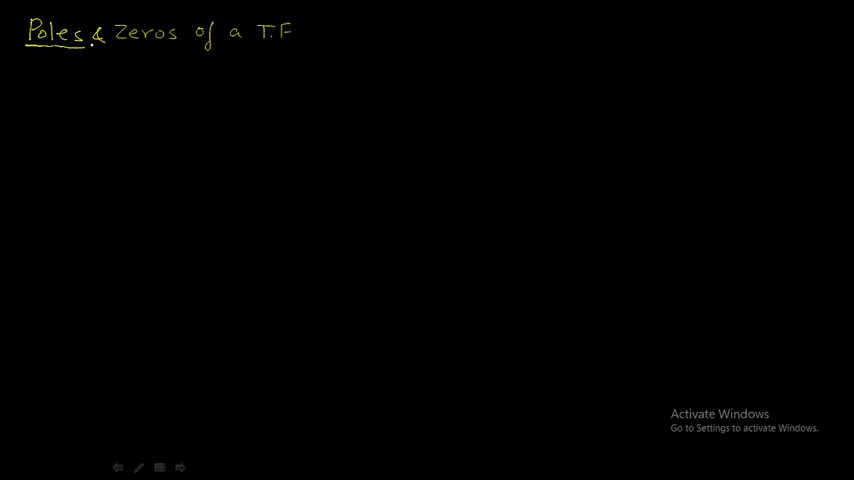 Poles & Zeros of a T.F
Activate Windows
Go to Settings to activate Windows.